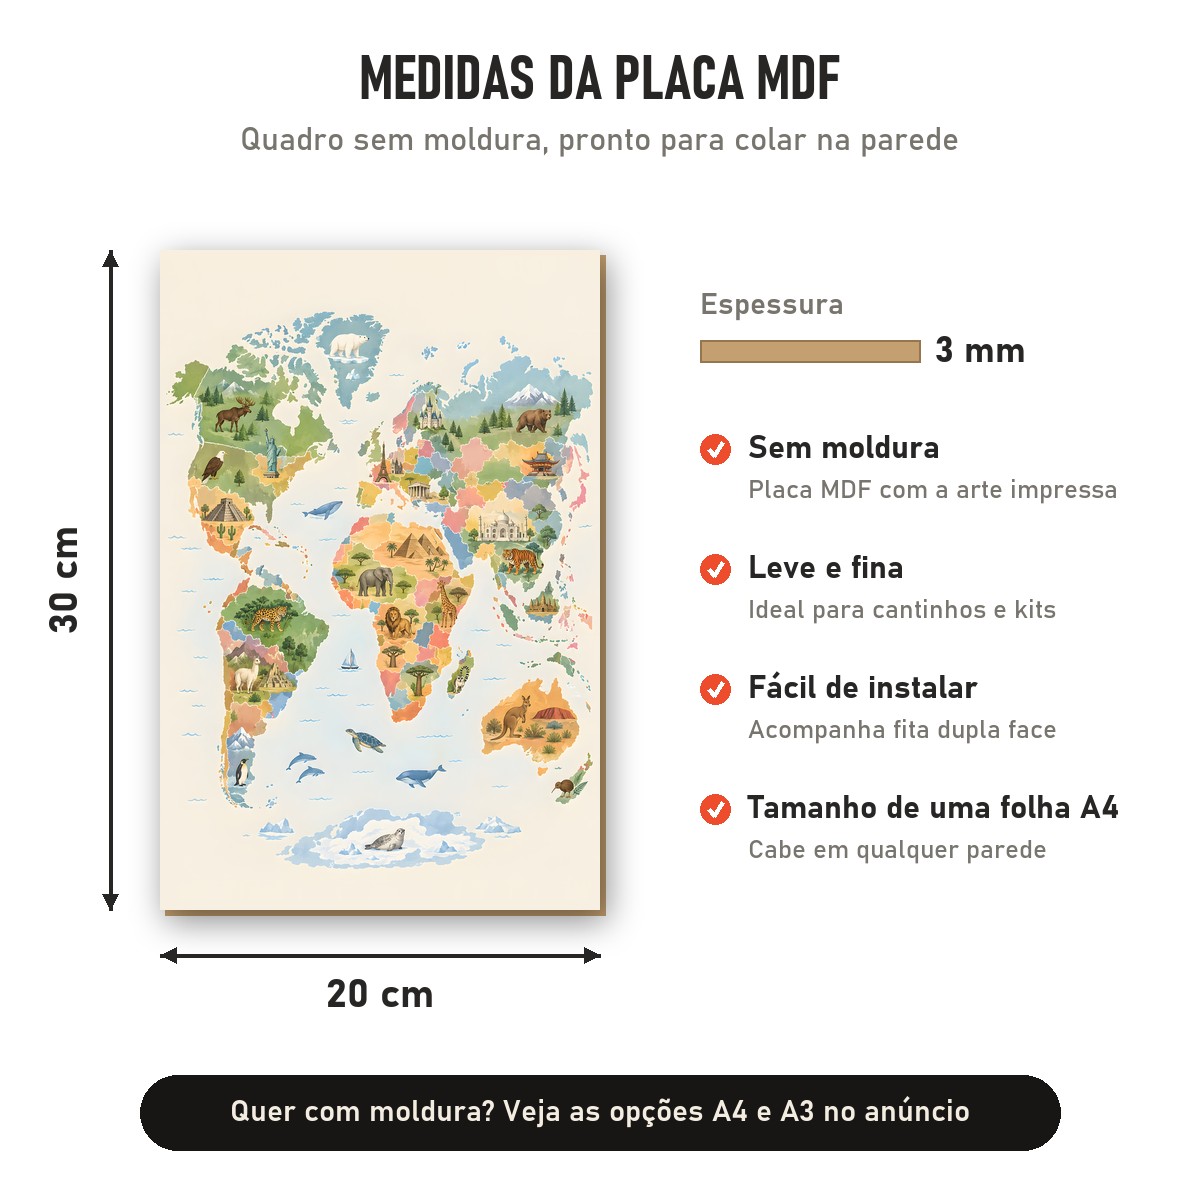 MEDIDAS DA PLACA MDF
Quadro sem moldura, pronto para colar na parede
30 cm
20 cm
Espessura
3 mm
Sem moldura
Placa MDF com a arte impressa
Leve e fina
Ideal para cantinhos e kits
Fácil de instalar
Acompanha fita dupla face
Tamanho de uma folha A4
Cabe em qualquer parede
Quer com moldura? Veja as opções A4 e A3 no anúncio